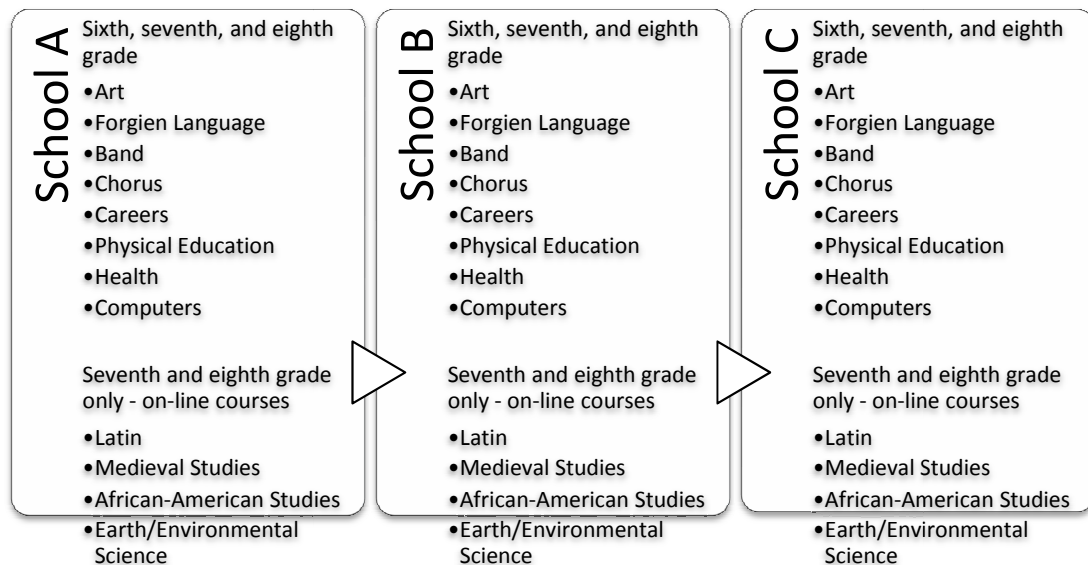 School A
Sixth, seventh, and eighth
grade
•Art
•Forgien Language
•Band
•Chorus
•Careers
•Physical Education
•Health
•Computers
Seventh and eighth grade
only - on-line courses
•Latin
•Medieval Studies
•African-American Studies
•Earth/Environmental
Science
School B
Sixth, seventh, and eighth
grade
•Art
•Forgien Language
•Band
•Chorus
•Careers
•Physical Education
•Health
•Computers
Seventh and eighth grade
only - on-line courses
•Latin
•Medieval Studies
•African-American Studies
•Earth/Environmental
Science
School C
Sixth, seventh, and eighth
grade
•Art
•Forgien Language
•Band
•Chorus
•Careers
•Physical Education
•Health
•Computers
Seventh and eighth grade
only - on-line courses
•Latin
•Medieval Studies
•African-American Studies
•Earth/Environmental
Science